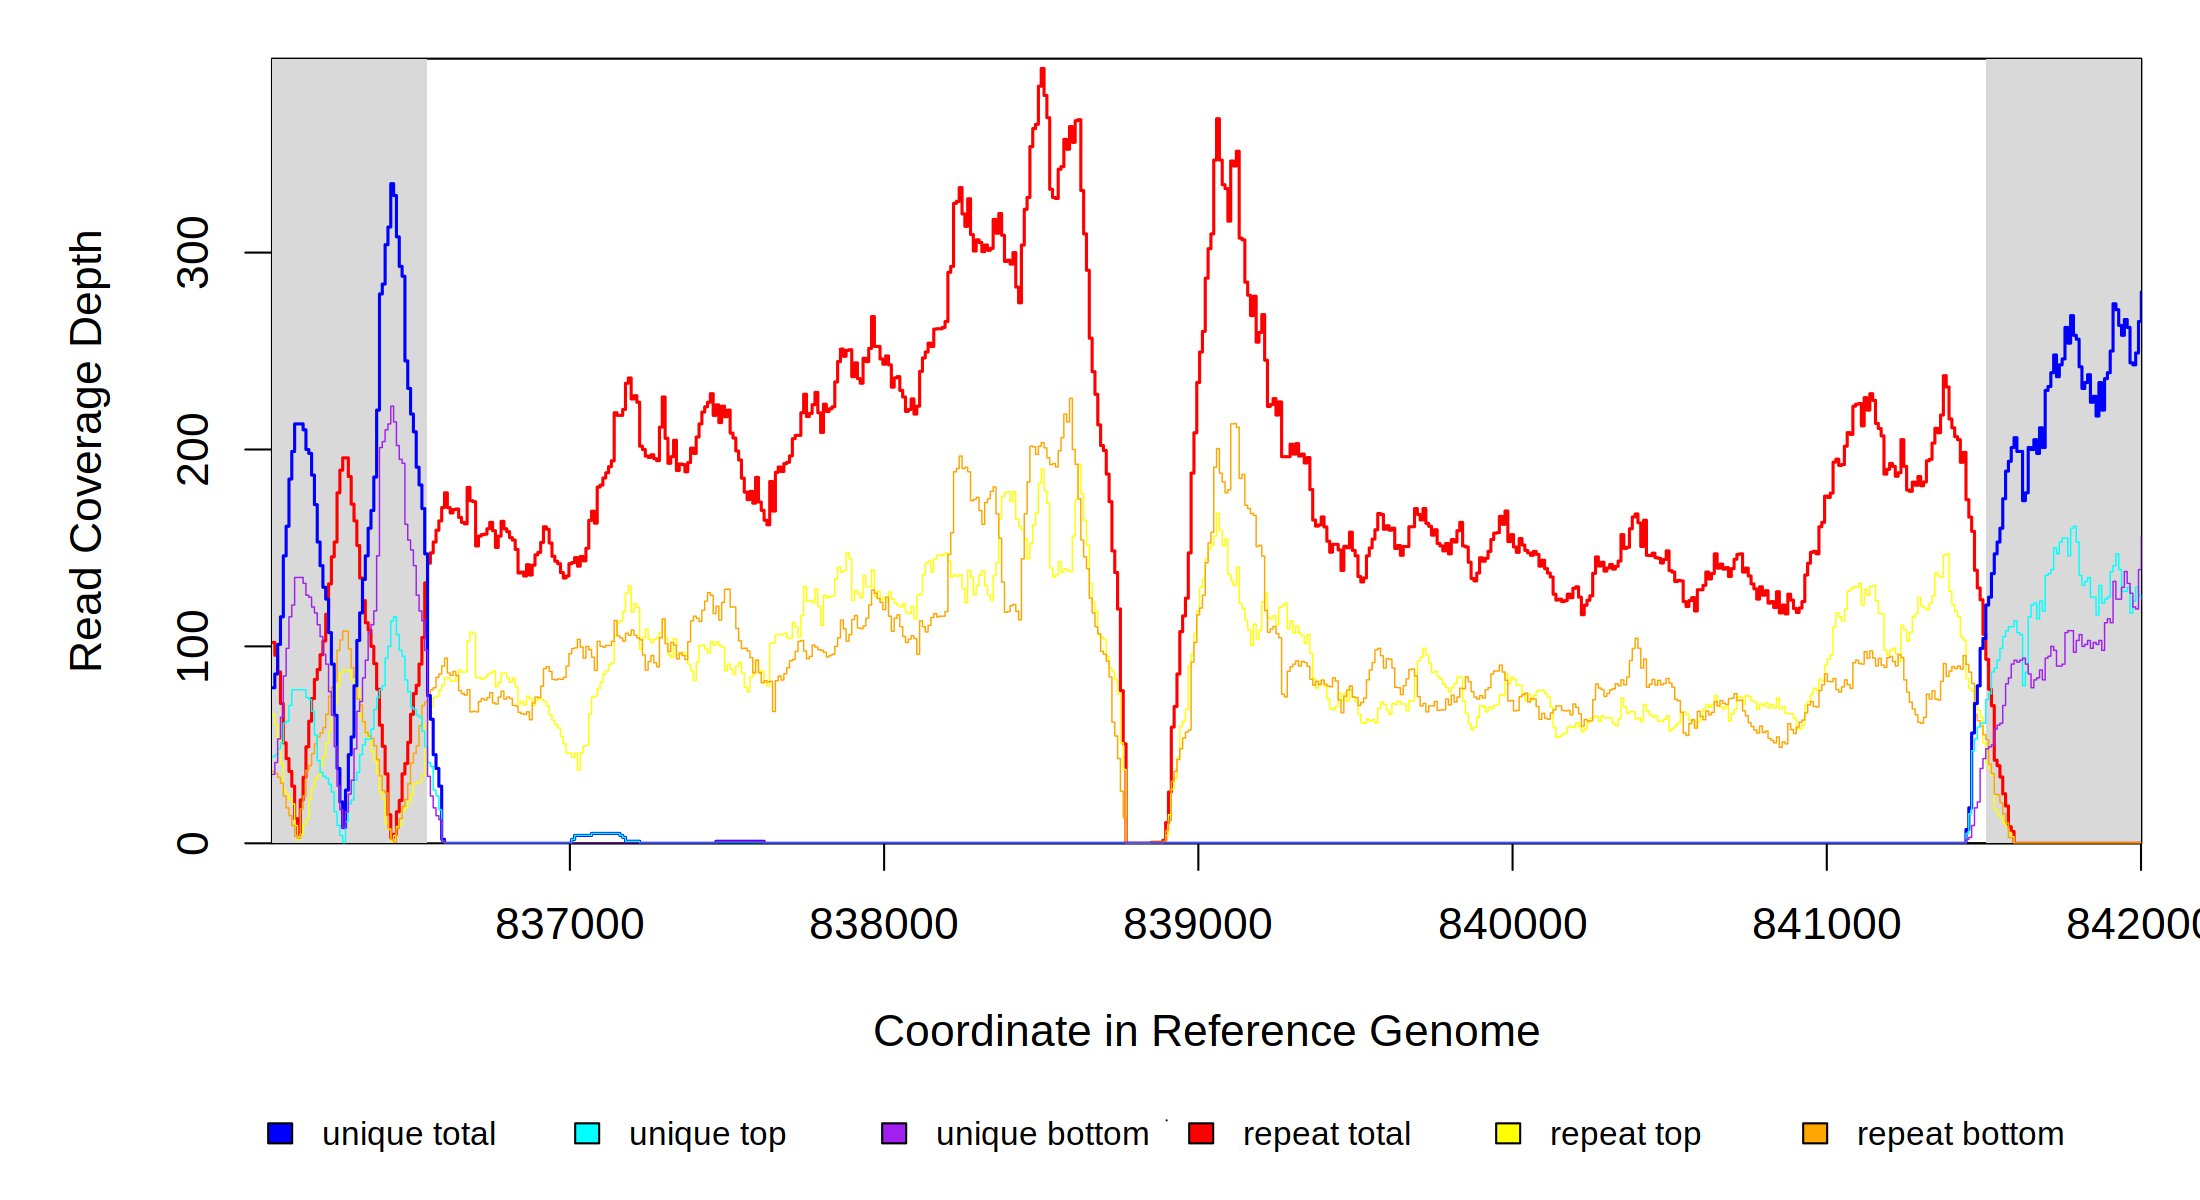 Read Coverage Depth
300
200
100
0
837000 838000 839000 840000 841000 84200
Coordinate in Reference Genome
unique total unique top unique bottom repeat total repeat top repeat bottom